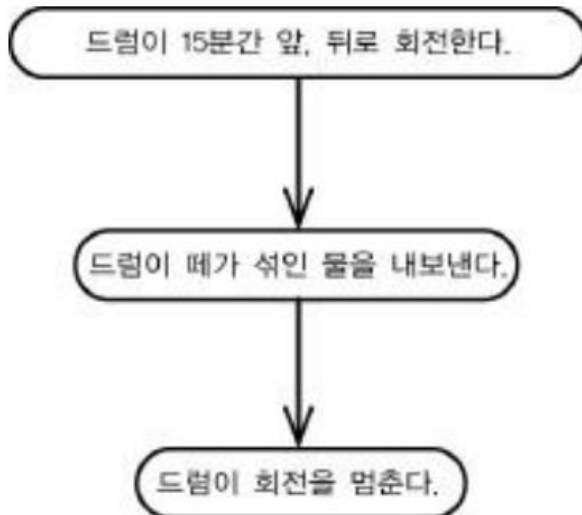 드럼이 15분간 앞, 뒤로 회전한다.
드럼이 떼가 섞인 물을 내보낸다.
드럼이 회전을 멈춘다.